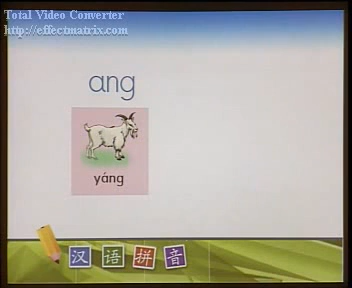 Total Video Converter
http://effectmatrix.com
ang
yáng
汉语拼音